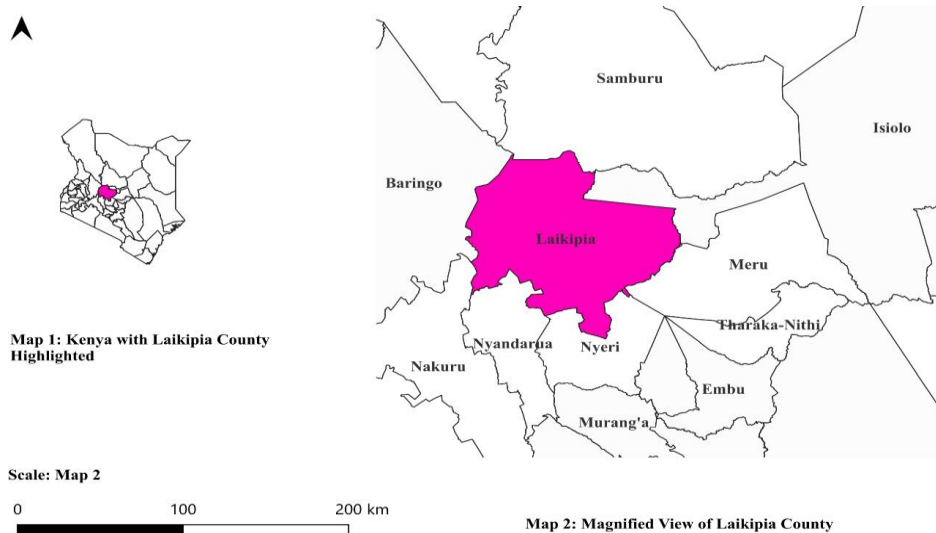 Samburu
Isiolo
Baringo
Laikipia
Meru
Tharaka-Nithi
Nyandarua
Nyeri
Nakuru
Embu
Murang'a
Map 1: Kenya with Laikipia County
Highlighted
Scale: Map 2
0 100 200 km
Map 2: Magnified View of Laikipia County